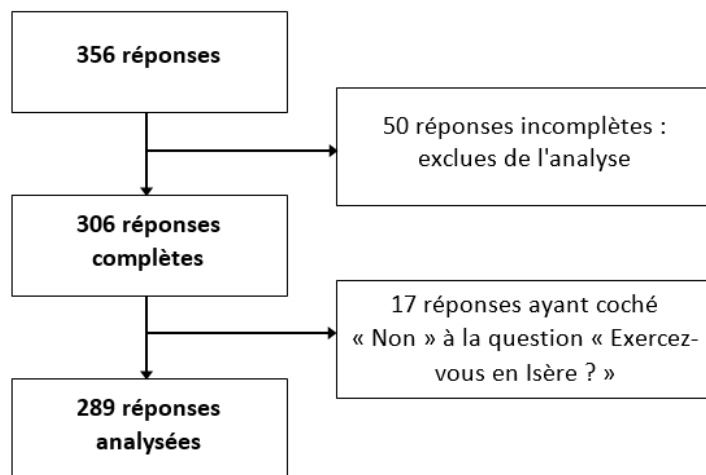 356 réponses
50 réponses incomplètes :
exclues de l'analyse
306 réponses
complètes
17 réponses ayant coché
« Non » à la question « Exercez-
vous en Isère ? »
289 réponses
analysées